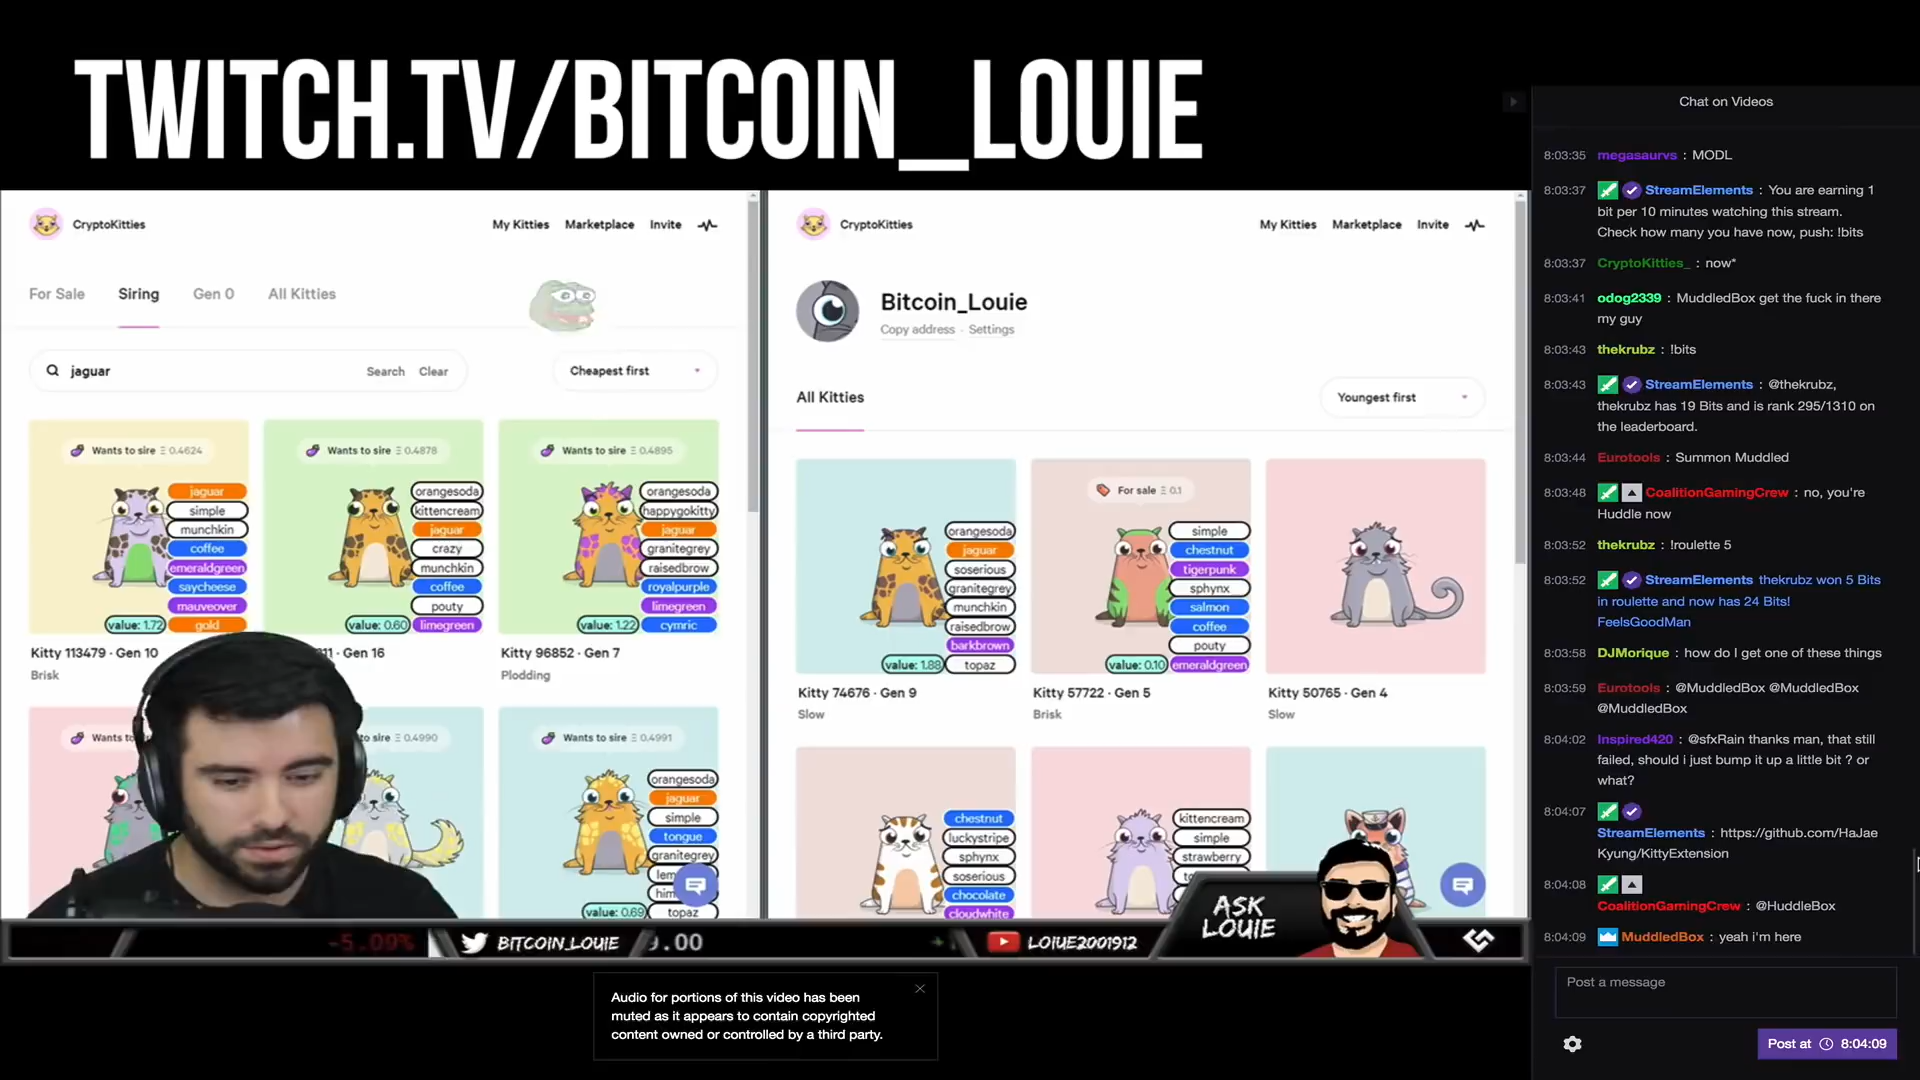 TWITCH.TV/BITCOIN__LOUIE
CryptoKitties
My Kitties
Marketplace
Invite
For Sale
Siring
Gen 0
All Kitties
jaguar
Search
Clear
Cheapest first
Wants to sire Ξ 0.4624
jaguar
simple
munchkin
coffee
emeraldgreen
saycheese
mauveover
gold
value: 1.72
Kitty 113479 · Gen 10
Brisk
Wants to sire Ξ 0.4878
orangesoda
kittencream
jaguar
crazy
munchkin
coffee
pouty
limegreen
value: 0.60
11 · Gen 16
Wants to sire Ξ 0.4895
orangesoda
happygokitty
jaguar
granitegrey
raisedbrow
royalpurple
limegreen
cymric
value: 1.22
Kitty 96852 · Gen 7
Plodding
Wants
to sire Ξ 0.4990
Wants to sire Ξ 0.4991
orangesoda
jaguar
simple
tongue
granitegrey
topaz
value: 0.69
CryptoKitties
My Kitties
Marketplace
Invite
Bitcoin_Louie
Copy address · Settings
All Kitties
Youngest first
orangesoda
jaguar
soserious
granitegrey
munchkin
raisedbrow
barkbrown
topaz
value: 1.88
Kitty 74676 · Gen 9
Slow
For sale Ξ 0.1
simple
chestnut
tigerpunk
sphynx
salmon
coffee
pouty
emeraldgreen
value: 0.10
Kitty 57722 · Gen 5
Brisk
Kitty 50765 · Gen 4
Slow
chestnut
luckystripe
sphynx
soserious
chocolate
cloudwhite
kittencream
simple
strawberry
ASK
LOUIE
-5.09%
BITCOIN_LOUIE
9.00
LOIUE2001912
Audio for portions of this video has been
muted as it appears to contain copyrighted
content owned or controlled by a third party.
Chat on Videos
8:03:35 megasaurvs : MODL
8:03:37 StreamElements : You are earning 1
bit per 10 minutes watching this stream.
Check how many you have now, push: !bits
8:03:37 CryptoKitties_ : now*
8:03:41 odog2339 : MuddledBox get the fuck in there
my guy
8:03:43 thekrubz : !bits
8:03:43 StreamElements : @thekrubz,
thekrubz has 19 Bits and is rank 295/1310 on
the leaderboard.
8:03:44 Eurotools : Summon Muddled
8:03:48 CoalitionGamingCrew : no, you're
Huddle now
8:03:52 thekrubz : !roulette 5
8:03:52 StreamElements thekrubz won 5 Bits
in roulette and now has 24 Bits!
FeelsGoodMan
8:03:58 DJMorique : how do I get one of these things
8:03:59 Eurotools : @MuddledBox @MuddledBox
@MuddledBox
8:04:02 Inspired420 : @sfxRain thanks man, that still
failed, should i just bump it up a little bit ? or
what?
8:04:07
StreamElements : https://github.com/HaJae
Kyung/KittyExtension
8:04:08
CoalitionGamingCrew : @HuddleBox
8:04:09 MuddledBox : yeah i'm here
Post a message
Post at 8:04:09